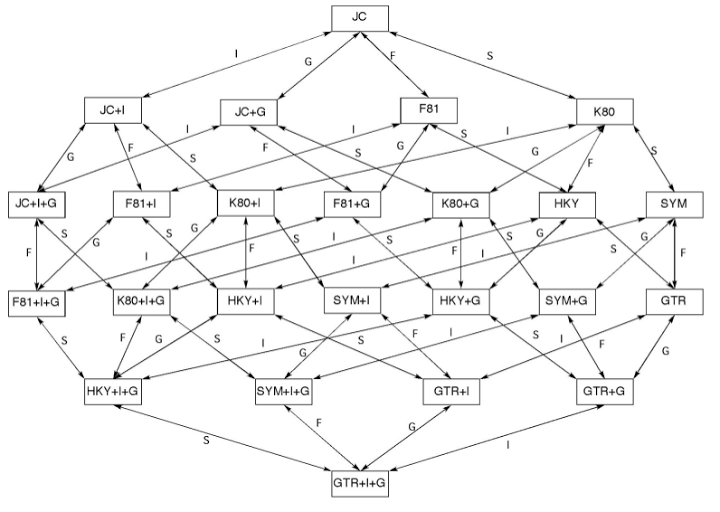 JC
I
G
F
S
JC+I
JC+G
F81
K80
G
F
S
I
F
S
I
G
S
I
G
F
S
JC+I+G
F81+I
K80+I
F81+G
K80+G
HKY
SYM
F
S
G
I
S
G
F
S
I
S
I
F
S
I
G
S
G
F
F81+I+G
K80+I+G
HKY+I
SYM+I
HKY+G
SYM+G
GTR
S
F
G
S
I
G
S
F
I
S
I
F
G
HKY+I+G
SYM+I+G
GTR+I
GTR+G
S
F
G
I
GTR+I+G